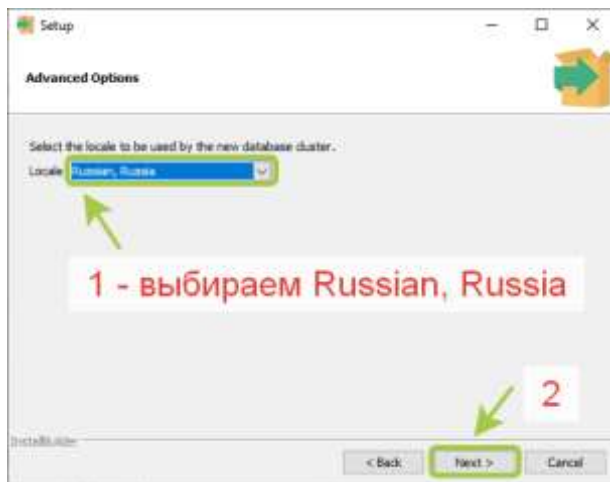 Setup
Advanced Options
Select the locale to be used by the new database cluster.
Locale Russian, Russia
1 - выбираем Russian, Russia
2
InstallBuilder
< Back Next > Cancel